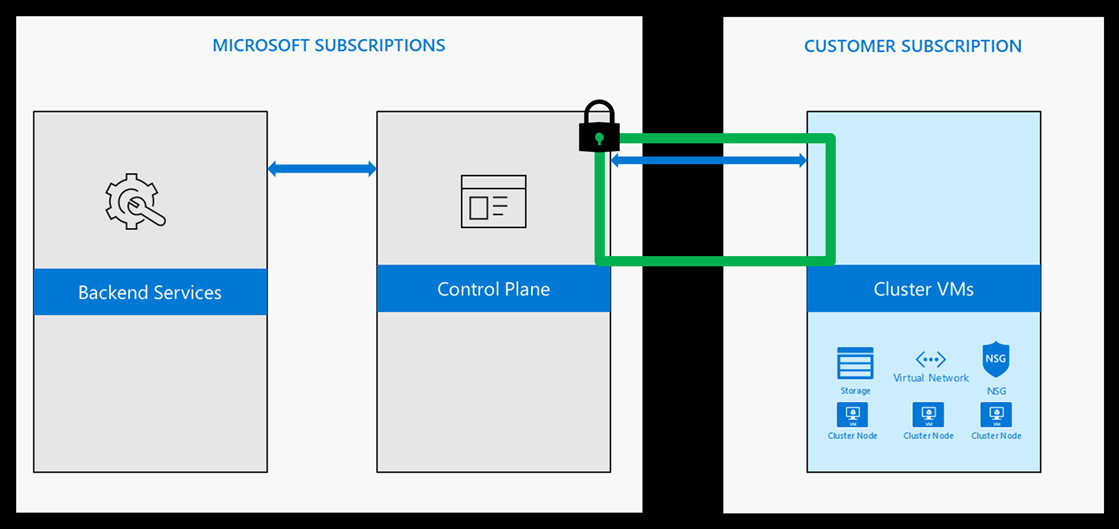 MICROSOFT SUBSCRIPTIONS
CUSTOMER SUBSCRIPTION
Backend Services
Control Plane
Cluster VMs
NSG
Storage
Virtual Network
NSG
VM
VM
VM
Cluster Node
Cluster Node
Cluster Node